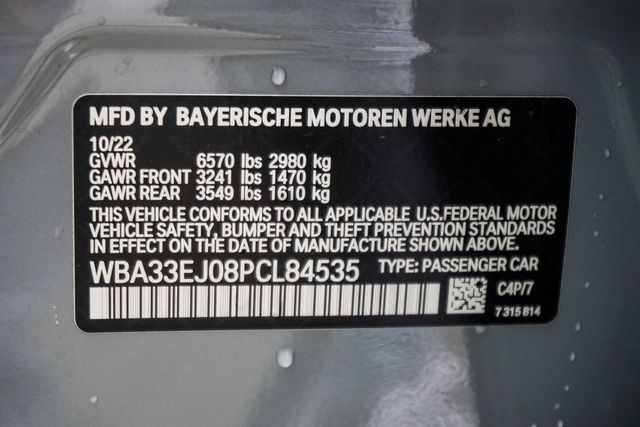 MFD BY BAYERISCHE MOTOREN WERKE AG
10/22
GVWR 6570 lbs 2980 kg
GAWR FRONT 3241 lbs 1470 kg
GAWR REAR 3549 lbs 1610 kg
THIS VEHICLE CONFORMS TO ALL APPLICABLE U.S.FEDERAL MOTOR
VEHICLE SAFETY, BUMPER AND THEFT PREVENTION STANDARDS
IN EFFECT ON THE DATE OF MANUFACTURE SHOWN ABOVE.
WBA33EJ08PCL84535 TYPE: PASSENGER CAR
C4P/7
7 315 814